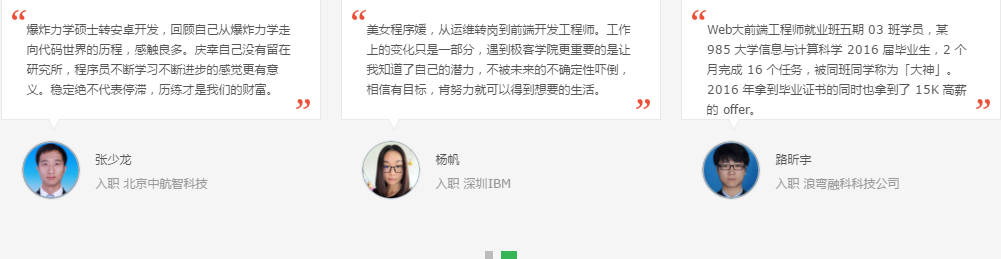 爆炸力学硕士转安卓开发，回顾自己从爆炸力学走
向代码世界的历程，感触良多。庆幸自己没有留在
研究所，程序员不断学习不断进步的感觉更有意
义。稳定绝不代表停滞，历练才是我们的财富。
张少龙
入职 北京中航智科技
美女程序媛，从运维转岗到前端开发工程师。工作
上的变化只是一部分，遇到极客学院更重要的是让
我知道了自己的潜力，不被未来的不确定性吓倒，
相信有目标，肯努力就可以得到想要的生活。
杨帆
入职 深圳IBM
Web大前端工程师就业班五期 03 班学员，某
985 大学信息与计算科学 2016 届毕业生，2 个
月完成 16 个任务，被同班同学称为「大神」。
2016 年拿到毕业证书的同时也拿到了 15K 高薪
的 offer。
路昕宇
入职 浪弯融科科技公司